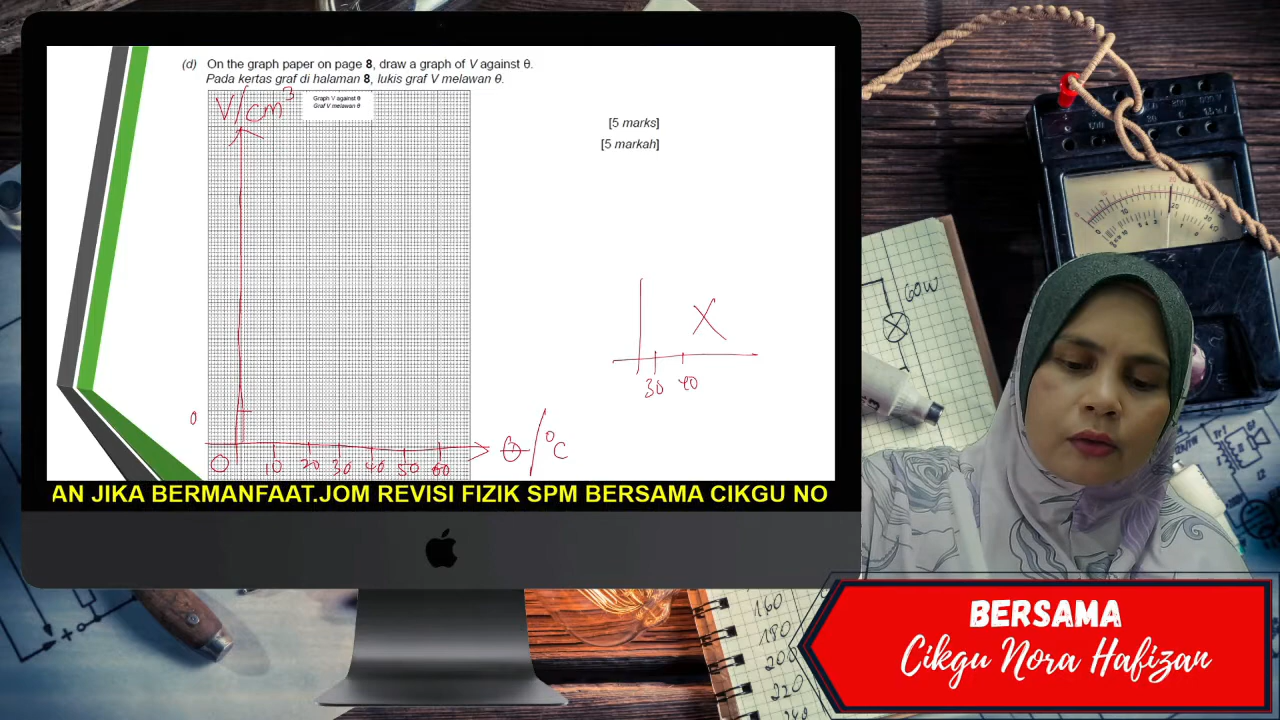 (d) On the graph paper on page 8, draw a graph of V against θ.
Pada kertas graf di halaman 8, lukis graf V melawan θ.
V/cm³
Graph V against θ
Graf V melawan θ
[5 marks]
[5 markah]
30 40
0
0 10 20 30 40 50 60
θ/°C
AN JIKA BERMANFAAT.JOM REVISI FIZIK SPM BERSAMA CIKGU NO
60W
160
180
200
220
240
BERSAMA
Cikgu Nora Hafizan